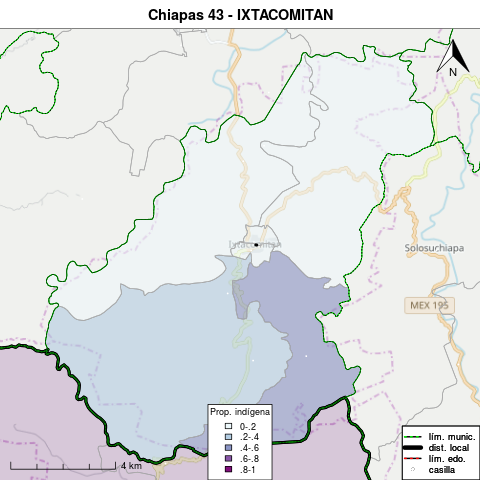 Chiapas 43 - IXTACOMITAN
N
Ixtacomitán
Solosuchiapa
MEX 195
Prop. indígena
0-.2
.2-.4
.4-.6
.6-.8
.8-1
4 km
lím. munic.
dist. local
lím. edo.
casilla